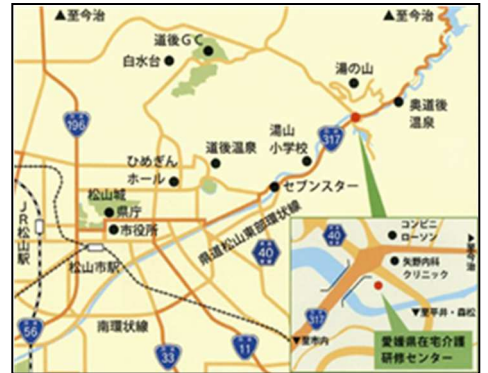 ▲至今治
▲至今治
道後GC
白水台
湯の山
奥道後
温泉
196
317
湯山
小学校
道後温泉
ひめぎん
ホール
セブンスター
松山城
県庁
市役所
JR松山駅
松山市駅
県道松山東部環状線
40
南環状線
56
33
11
コンビニ
ローソン
40
矢野内科
クリニック
▲至今治
▼至平井・森松
317
▼至市内
愛媛県在宅介護
研修センター